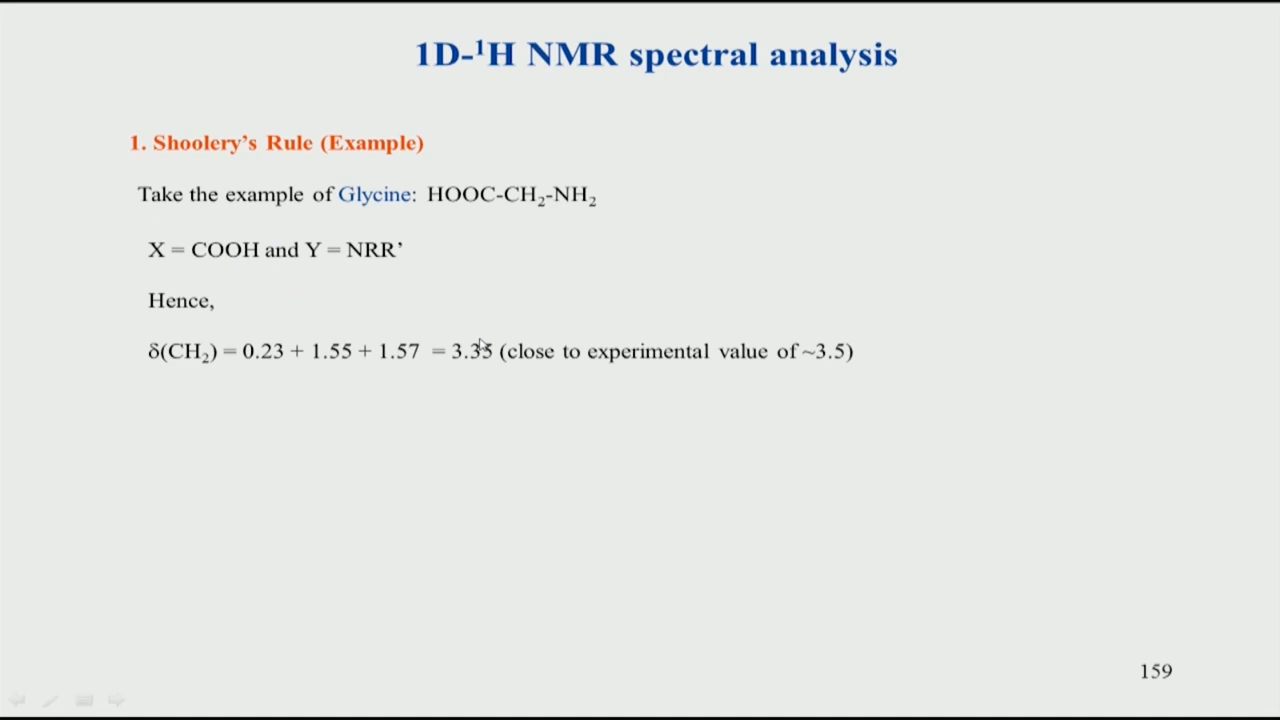 1D-¹H NMR spectral analysis
1. Shoolery’s Rule (Example)
Take the example of Glycine: HOOC-CH₂-NH₂
X = COOH and Y = NRR’
Hence,
δ(CH₂) = 0.23 + 1.55 + 1.57 = 3.35 (close to experimental value of ~3.5)
159